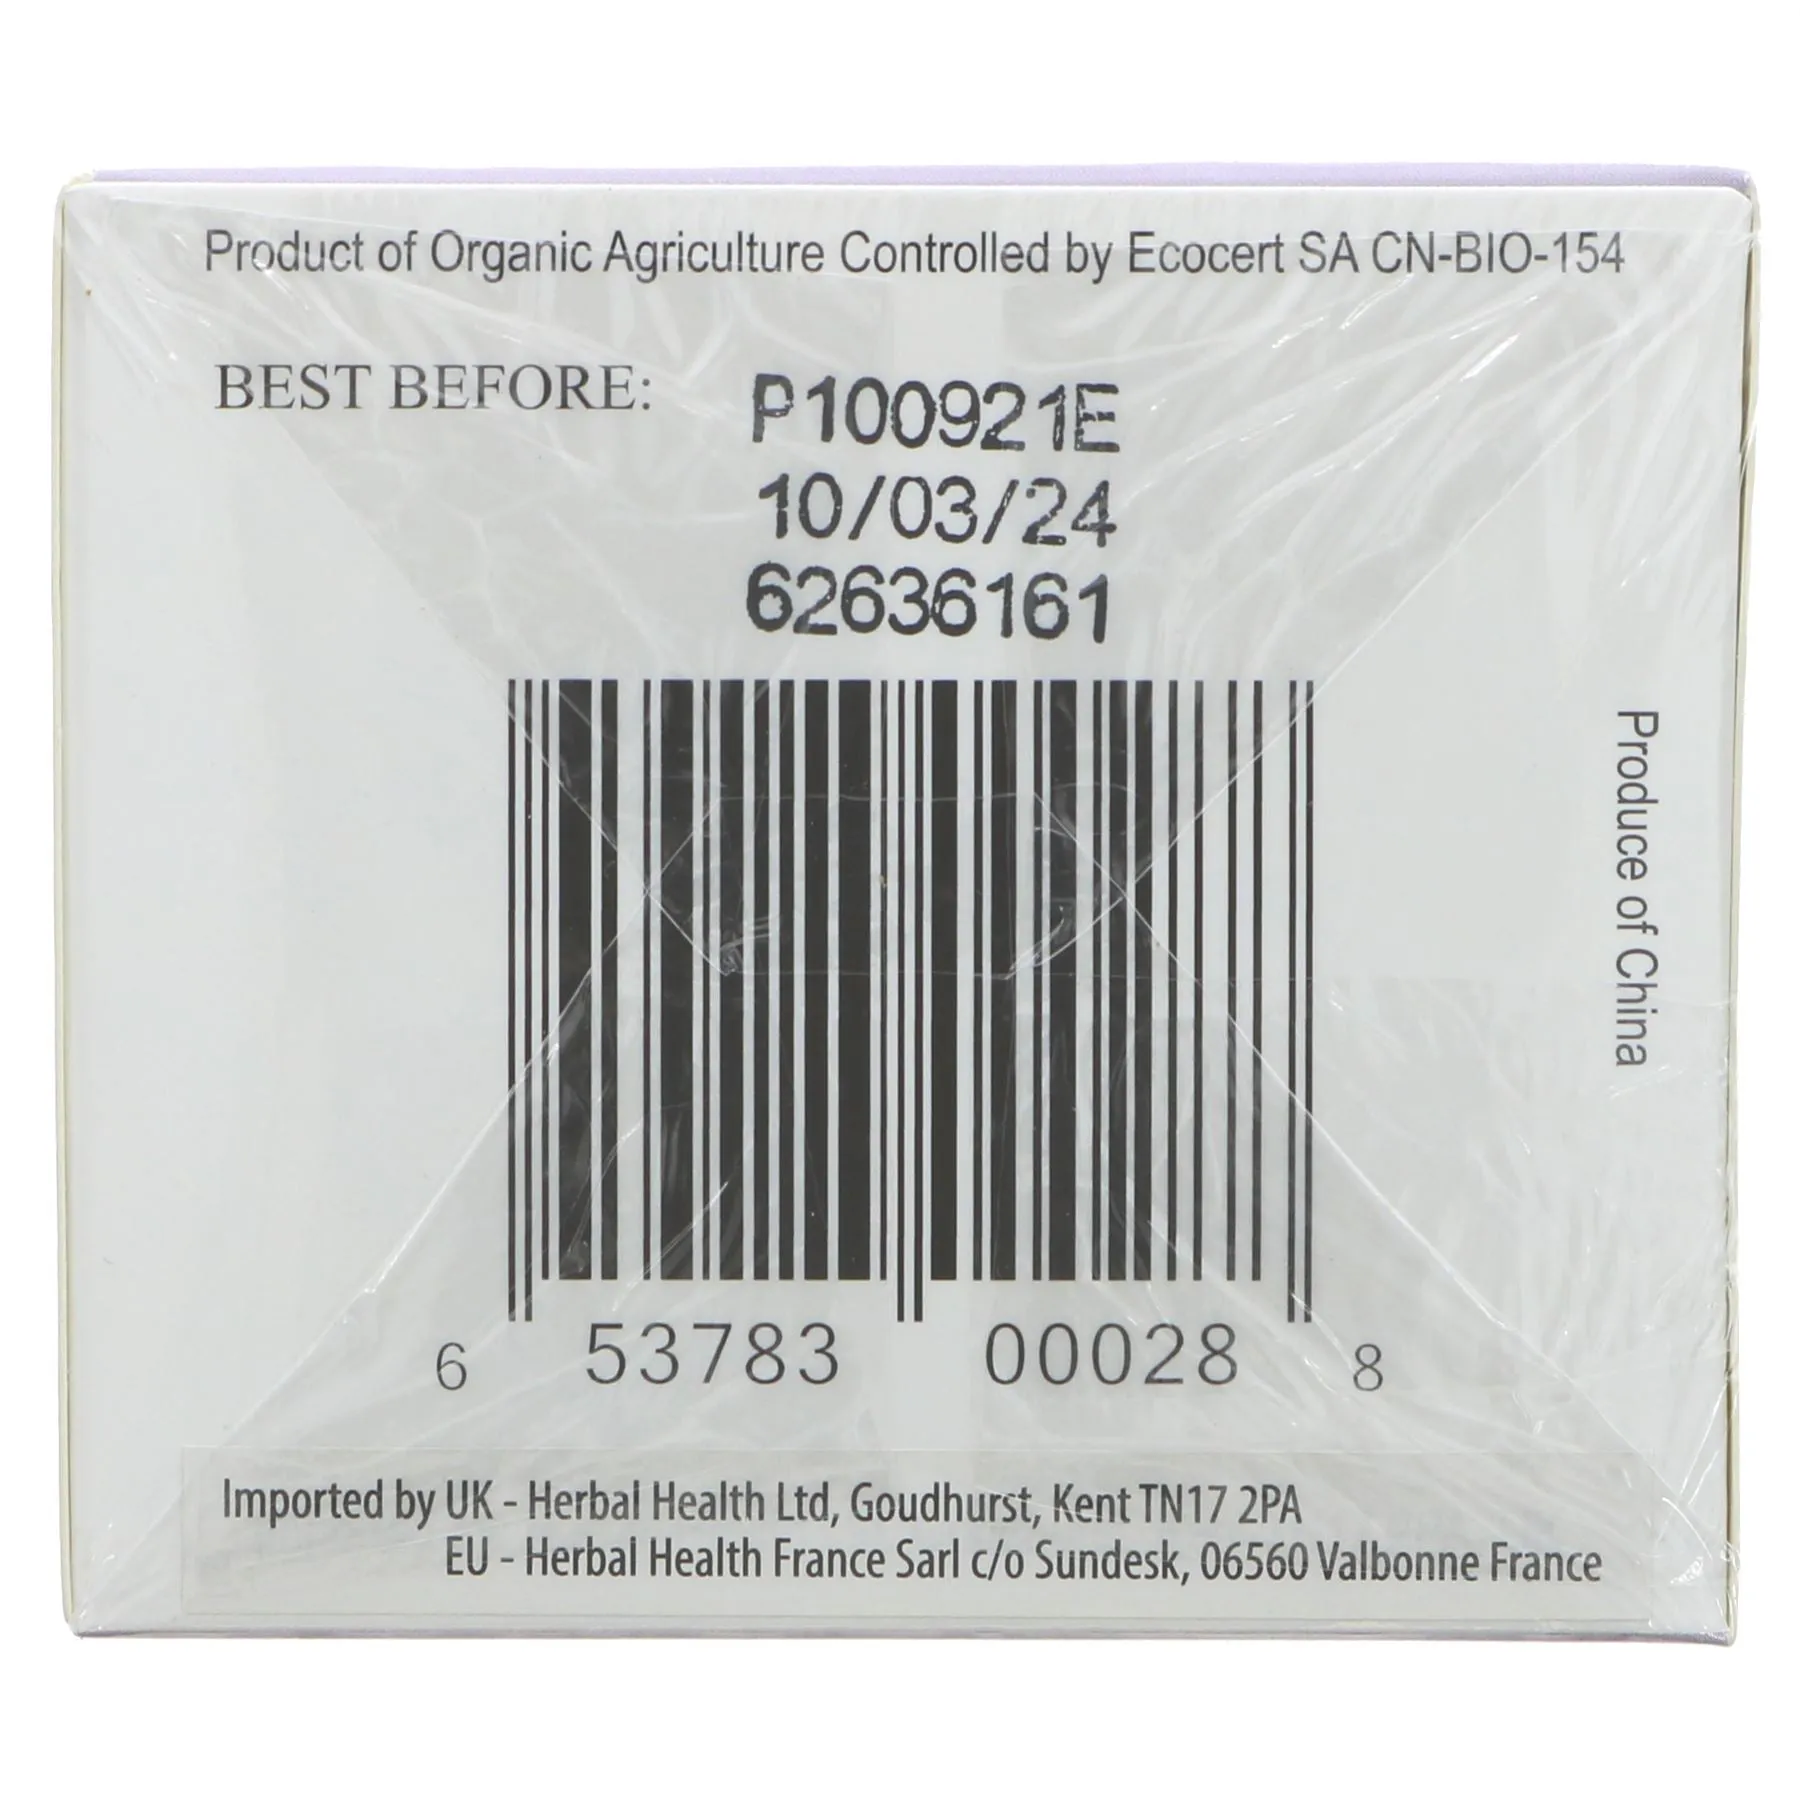 Product of Organic Agriculture Controlled by Ecocert SA CN-BIO-154
BEST BEFORE: P100921E
10/03/24
62636161
Produce of China
6 53783 00028 8
Imported by UK - Herbal Health Ltd, Goudhurst, Kent TN17 2PA
EU - Herbal Health France Sarl c/o Sundesk, 06560 Valbonne France